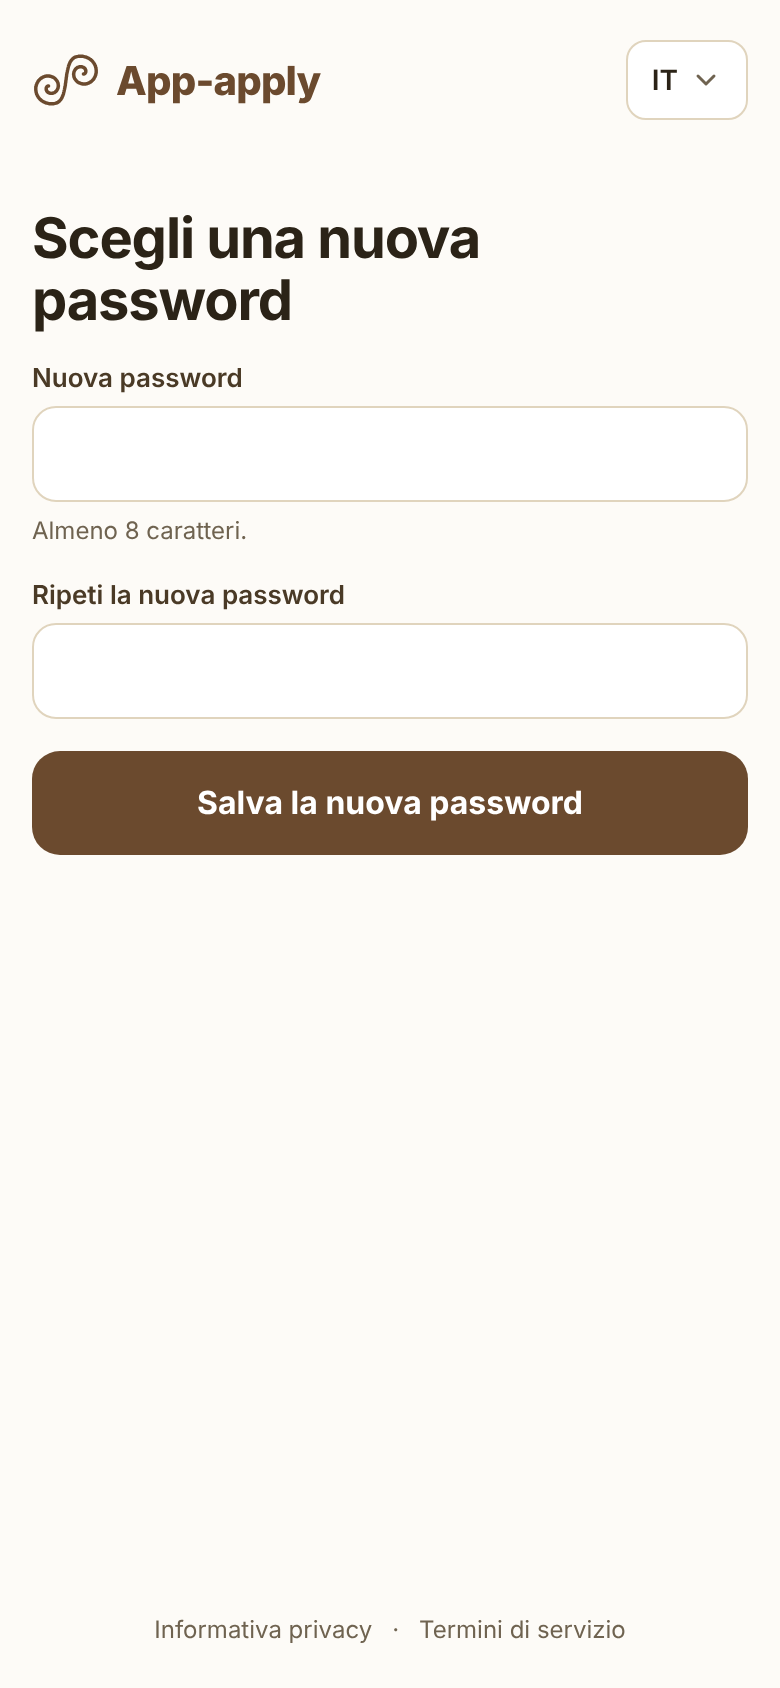 App-apply
IT
Scegli una nuova
password
Nuova password
Almeno 8 caratteri.
Ripeti la nuova password
Salva la nuova password
Informativa privacy · Termini di servizio